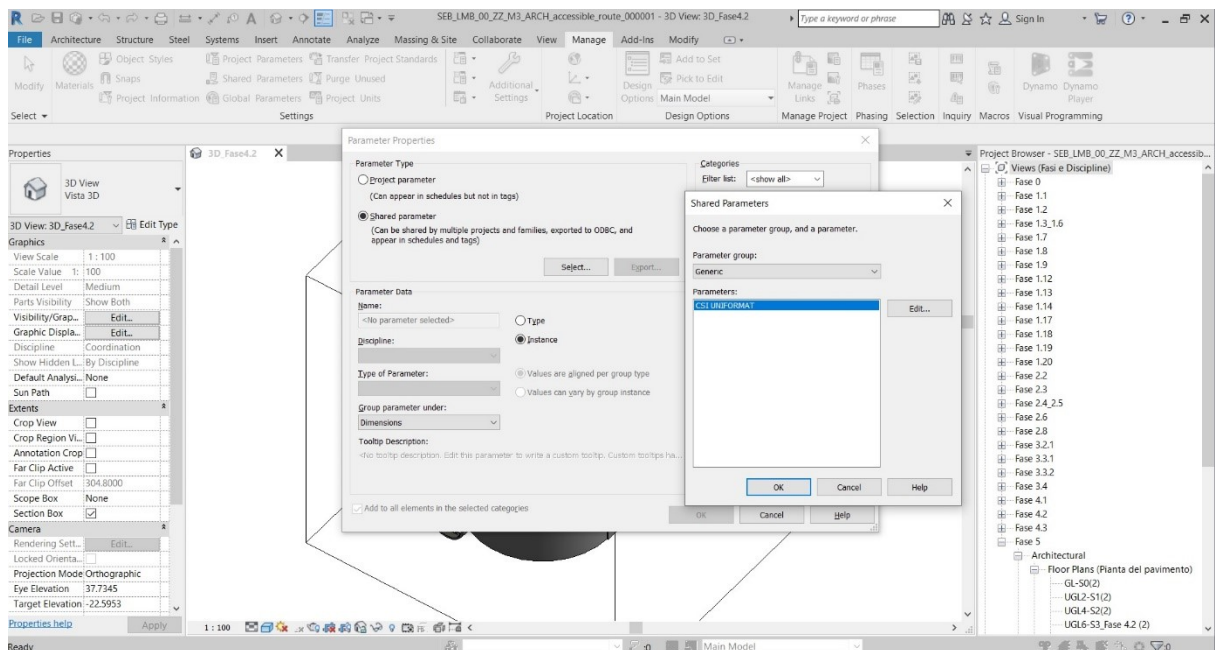 SEB_LMB_00_ZZ_M3_ARCH_accessible_route_000001 - 3D View: 3D_Fase4.2
Type a keyword or phrase
Sign In
File Architecture Structure Steel Systems Insert Annotate Analyze Massing & Site Collaborate View Manage Add-Ins Modify
Modify
Materials
Object Styles
Snaps
Project Information
Project Parameters
Shared Parameters
Global Parameters
Transfer Project Standards
Purge Unused
Project Units
Additional Settings
Design Options
Add to Set
Pick to Edit
Main Model
Manage Links
Phases
Dynamo
Dynamo Player
Select
Settings
Project Location
Design Options
Manage Project
Phasing
Selection
Inquiry
Macros
Visual Programming
Properties
3D View
Vista 3D
3D View: 3D_Fase4.2
Edit Type
Graphics
View Scale 1 : 100
Scale Value 1: 100
Detail Level Medium
Parts Visibility Show Both
Visibility/Grap... Edit...
Graphic Displa... Edit...
Discipline Coordination
Show Hidden L... By Discipline
Default Analysi... None
Sun Path
Extents
Crop View
Crop Region Vi...
Annotation Crop
Far Clip Active
Far Clip Offset 304.8000
Scope Box None
Section Box
Camera
Rendering Sett... Edit...
Locked Orienta...
Projection Mode Orthographic
Eye Elevation 37.7345
Target Elevation -22.5953
Properties help
Apply
Ready
3D_Fase4.2
Parameter Properties
Parameter Type
Project parameter
(Can appear in schedules but not in tags)
Shared parameter
(Can be shared by multiple projects and families, exported to ODBC, and
appear in schedules and tags)
Select...
Export...
Parameter Data
Name:
<No parameter selected>
Type
Discipline:
Instance
Type of Parameter:
Values are aligned per group type
Values can vary by group instance
Group parameter under:
Dimensions
Tooltip Description:
<No tooltip description. Edit this parameter to write a custom tooltip. Custom tooltips ha...
Add to all elements in the selected categories
OK
Cancel
Help
Categories
Filter list: <show all>
Shared Parameters
Choose a parameter group, and a parameter.
Parameter group:
Generic
Parameters:
CSI UNIFORMAT
Edit...
OK
Cancel
Help
1 : 100
:0
Main Model
Project Browser - SEB_LMB_00_ZZ_M3_ARCH_accessib...
Views (Fasi e Discipline)
Fase 0
Fase 1.1
Fase 1.2
Fase 1.3_1.6
Fase 1.7
Fase 1.8
Fase 1.9
Fase 1.12
Fase 1.13
Fase 1.14
Fase 1.17
Fase 1.18
Fase 1.19
Fase 1.20
Fase 2.2
Fase 2.3
Fase 2.4_2.5
Fase 2.6
Fase 2.8
Fase 3.2.1
Fase 3.3.1
Fase 3.3.2
Fase 3.4
Fase 4.1
Fase 4.2
Fase 4.3
Fase 5
Architectural
Floor Plans (Pianta del pavimento)
GL-S0(2)
UGL2-S1(2)
UGL4-S2(2)
UGL6-S3_Fase 4.2 (2)
:0